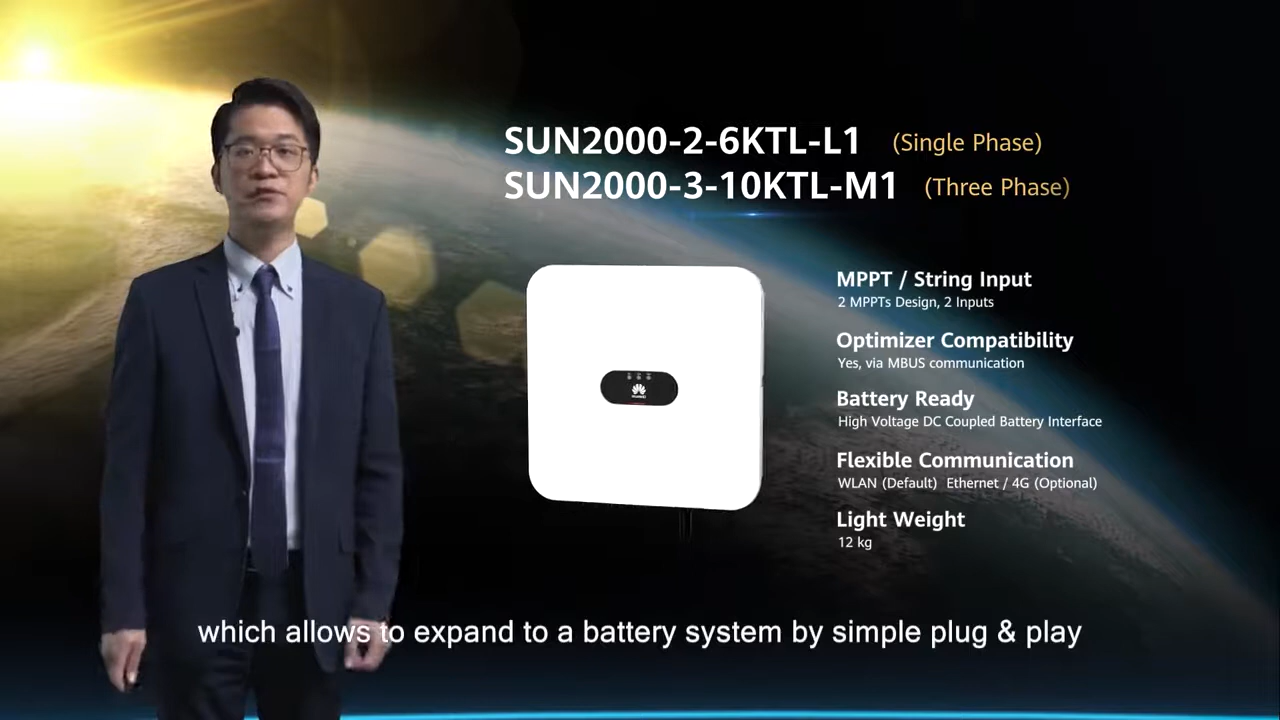 SUN2000-2-6KTL-L1 (Single Phase)
SUN2000-3-10KTL-M1 (Three Phase)
MPPT / String Input
2 MPPTs Design, 2 Inputs
Optimizer Compatibility
Yes, via MBUS communication
Battery Ready
High Voltage DC Coupled Battery Interface
HUAWEI
Flexible Communication
WLAN (Default) Ethernet / 4G (Optional)
Light Weight
12 kg
which allows to expand to a battery system by simple plug & play